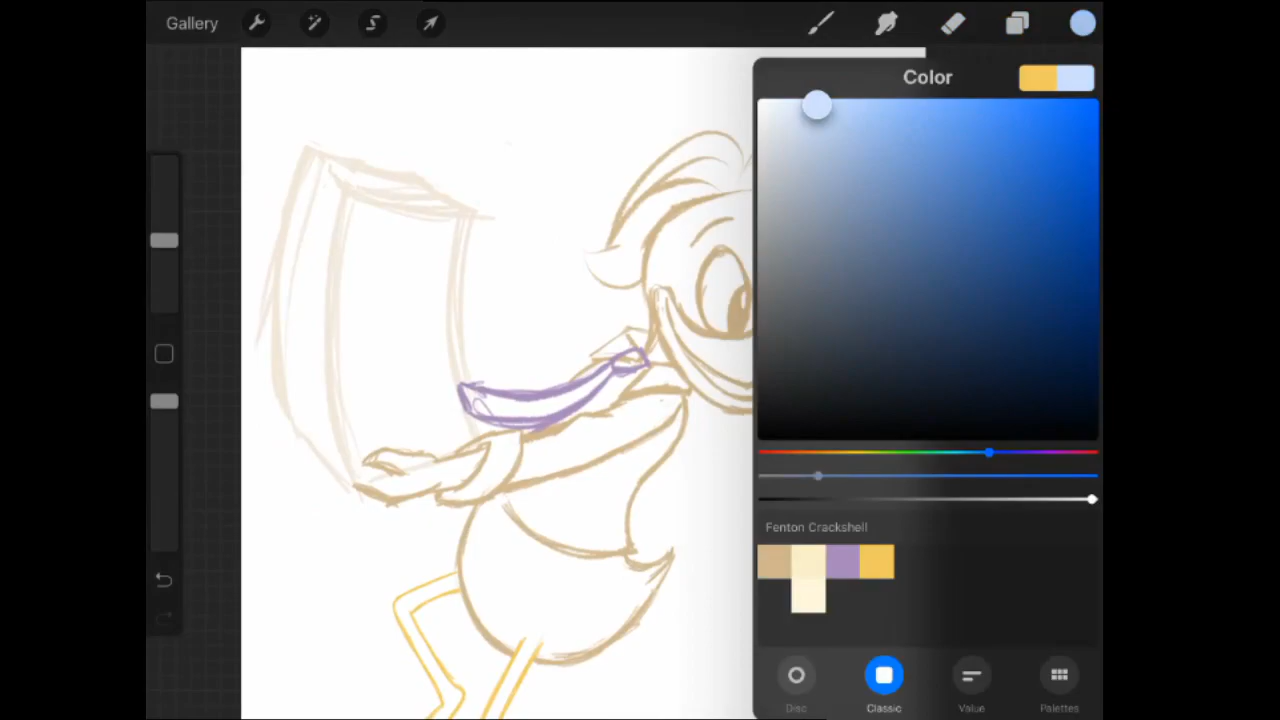 Gallery
Color
Fenton Crackshell
Disc
Classic
Value
Palettes